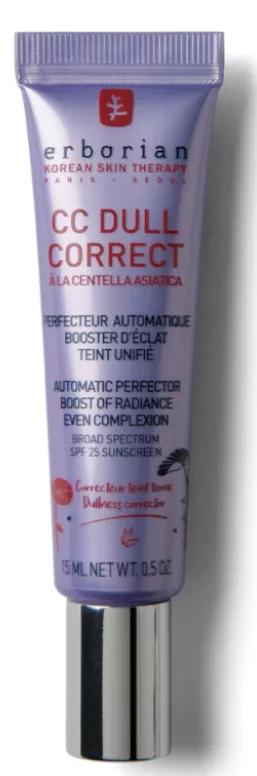 erborian
KOREAN SKIN THERAPY
PARIS - SEOUL
CC DULL
CORRECT
À LA CENTELLA ASIATICA
PERFECTEUR AUTOMATIQUE
BOOSTER D'ÉCLAT
TEINT UNIFIÉ
AUTOMATIC PERFECTOR
BOOST OF RADIANCE
EVEN COMPLEXION
BROAD SPECTRUM
SPF 25 SUNSCREEN
Correcteur teint terne
Dullness corrector
15 ML NET WT. 0.5 OZ.